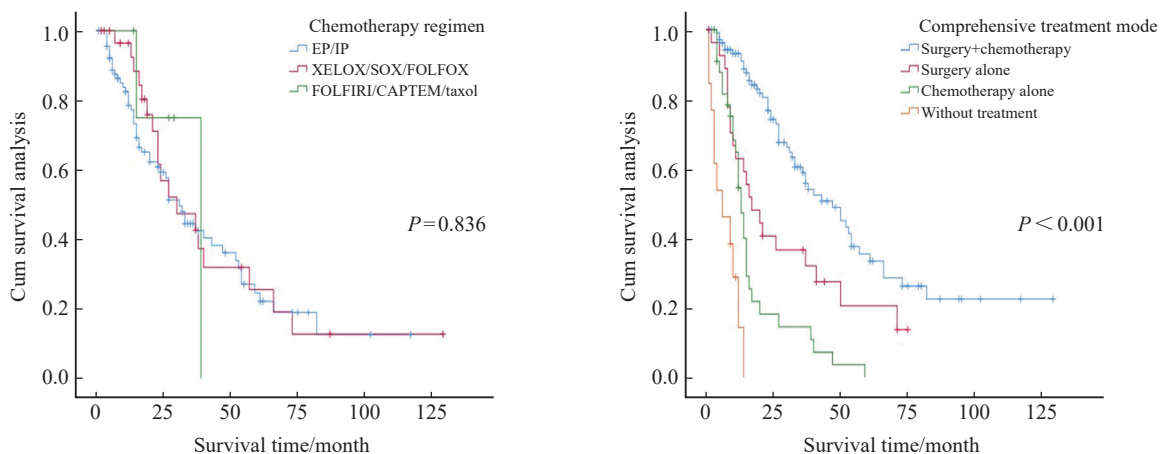 Chemotherapy regimen
EP/IP
XELOX/SOX/FOLFOX
FOLFIRI/CAPTEM/taxol
Cum survival analysis
1.0
0.8
0.6
0.4
0.2
0.0
P=0.836
0 25 50 75 100 125
Survival time/month
Comprehensive treatment mode
Surgery+chemotherapy
Surgery alone
Chemotherapy alone
Without treatment
Cum survival analysis
1.0
0.8
0.6
0.4
0.2
0.0
P<0.001
0 25 50 75 100 125
Survival time/month